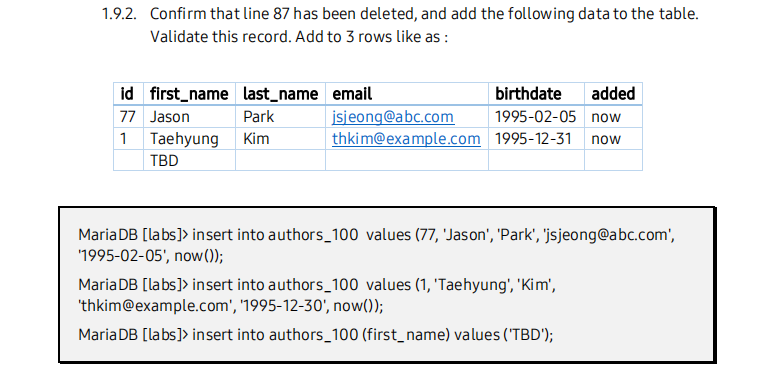 1.9.2. Confirm that line 87 has been deleted, and add the following data to the table.
Validate this record. Add to 3 rows like as :
id first_name last_name email birthdate added
77 Jason Park jsjeong@abc.com 1995-02-05 now
1 Taehyung Kim thkim@example.com 1995-12-31 now
TBD
MariaDB [labs]> insert into authors_100 values (77, 'Jason', 'Park', 'jsjeong@abc.com',
'1995-02-05', now());
MariaDB [labs]> insert into authors_100 values (1, 'Taehyung', 'Kim',
'thkim@example.com', '1995-12-30', now());
MariaDB [labs]> insert into authors_100 (first_name) values ('TBD');